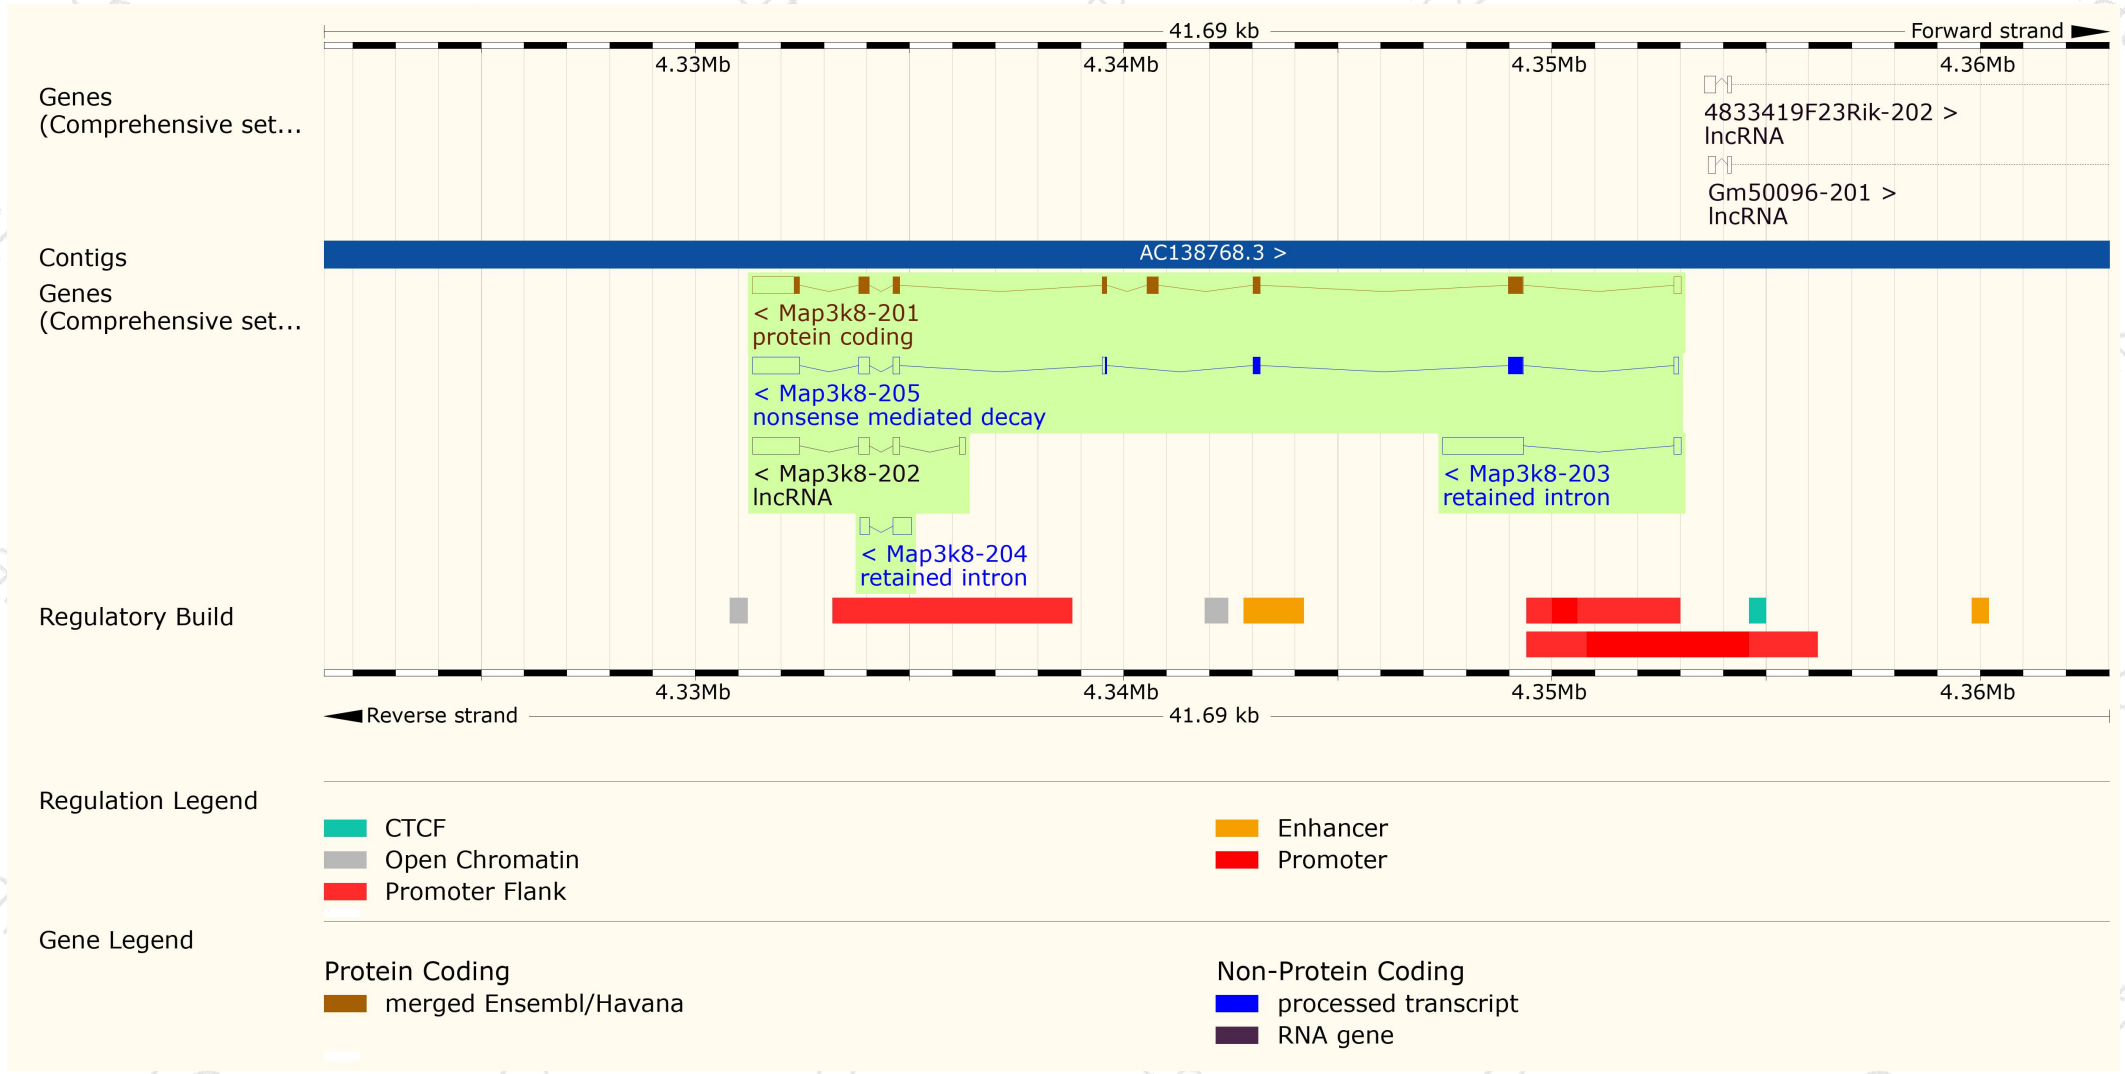 41.69 kb
Forward strand
4.33Mb 4.34Mb 4.35Mb 4.36Mb
Genes
(Comprehensive set...
4833419F23Rik-202 >
lncRNA
Gm50096-201 >
lncRNA
Contigs
AC138768.3 >
Genes
(Comprehensive set...
< Map3k8-201
protein coding
< Map3k8-205
nonsense mediated decay
< Map3k8-202
lncRNA
< Map3k8-203
retained intron
< Map3k8-204
retained intron
Regulatory Build
4.33Mb 4.34Mb 4.35Mb 4.36Mb
Reverse strand
41.69 kb
Regulation Legend
CTCF
Open Chromatin
Promoter Flank
Enhancer
Promoter
Gene Legend
Protein Coding
merged Ensembl/Havana
Non-Protein Coding
processed transcript
RNA gene